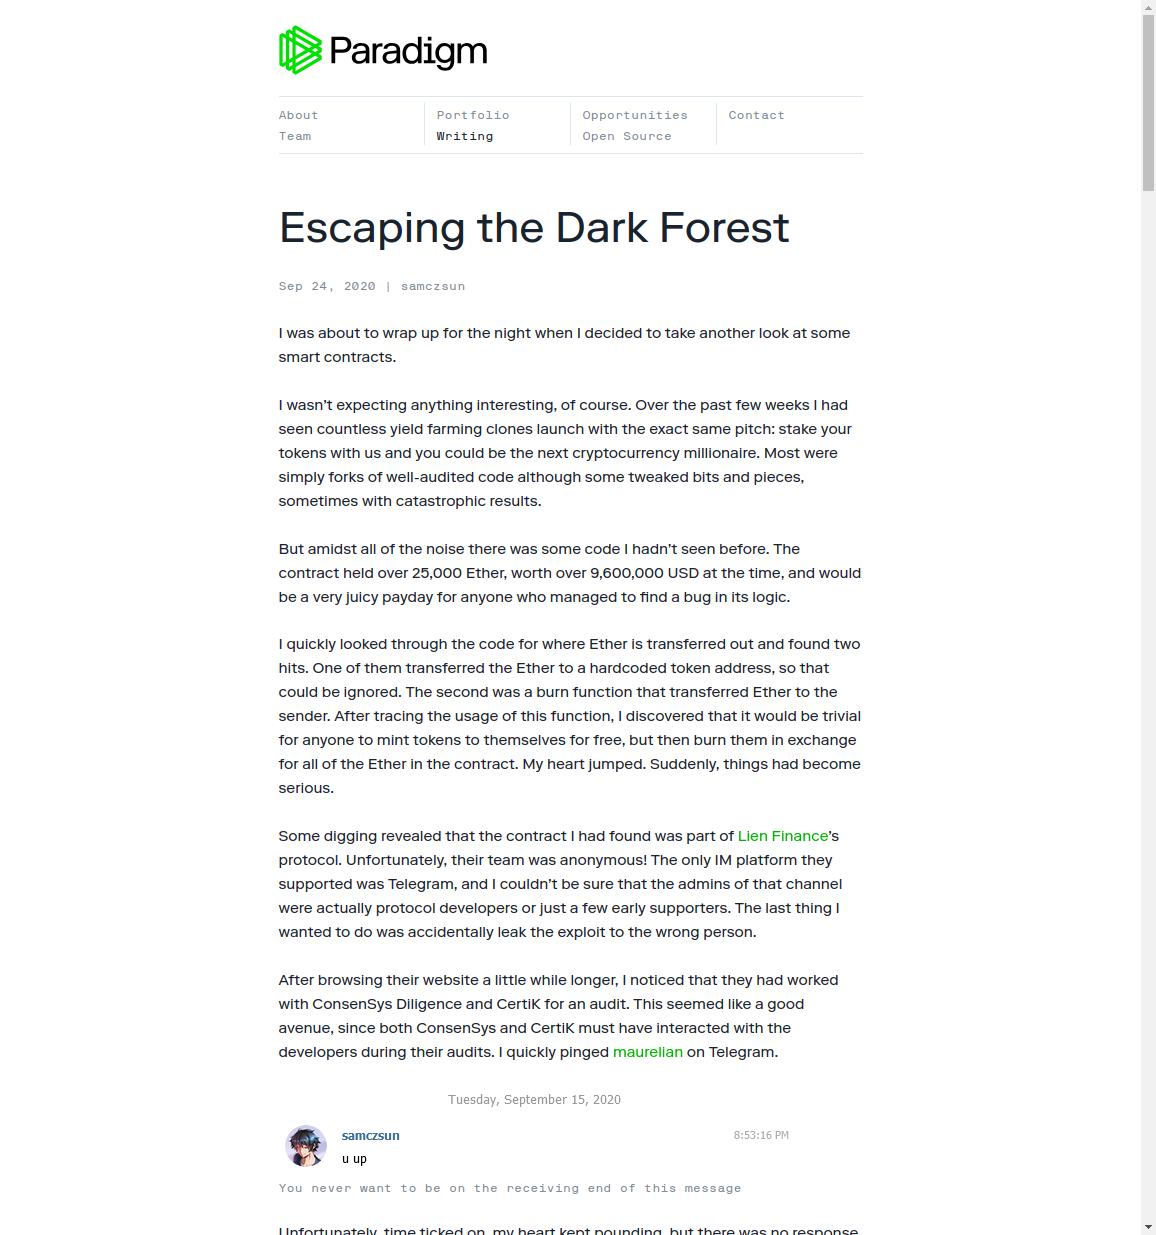 Paradigm
About
Team
Portfolio
Writing
Opportunities
Open Source
Contact
Escaping the Dark Forest
Sep 24, 2020 | samczsun
I was about to wrap up for the night when I decided to take another look at some
smart contracts.
I wasn’t expecting anything interesting, of course. Over the past few weeks I had
seen countless yield farming clones launch with the exact same pitch: stake your
tokens with us and you could be the next cryptocurrency millionaire. Most were
simply forks of well-audited code although some tweaked bits and pieces,
sometimes with catastrophic results.
But amidst all of the noise there was some code I hadn’t seen before. The
contract held over 25,000 Ether, worth over 9,600,000 USD at the time, and would
be a very juicy payday for anyone who managed to find a bug in its logic.
I quickly looked through the code for where Ether is transferred out and found two
hits. One of them transferred the Ether to a hardcoded token address, so that
could be ignored. The second was a burn function that transferred Ether to the
sender. After tracing the usage of this function, I discovered that it would be trivial
for anyone to mint tokens to themselves for free, but then burn them in exchange
for all of the Ether in the contract. My heart jumped. Suddenly, things had become
serious.
Some digging revealed that the contract I had found was part of Lien Finance’s
protocol. Unfortunately, their team was anonymous! The only IM platform they
supported was Telegram, and I couldn’t be sure that the admins of that channel
were actually protocol developers or just a few early supporters. The last thing I
wanted to do was accidentally leak the exploit to the wrong person.
After browsing their website a little while longer, I noticed that they had worked
with ConsenSys Diligence and CertiK for an audit. This seemed like a good
avenue, since both ConsenSys and CertiK must have interacted with the
developers during their audits. I quickly pinged maurelian on Telegram.
Tuesday, September 15, 2020
samczsun 8:53:16 PM
u up
You never want to be on the receiving end of this message
Unfortunately, time ticked on, my heart kept pounding, but there was no response